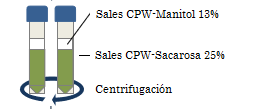 Sales CPW-Manitol 13%
Sales CPW-Sacarosa 25%
Centrifugación